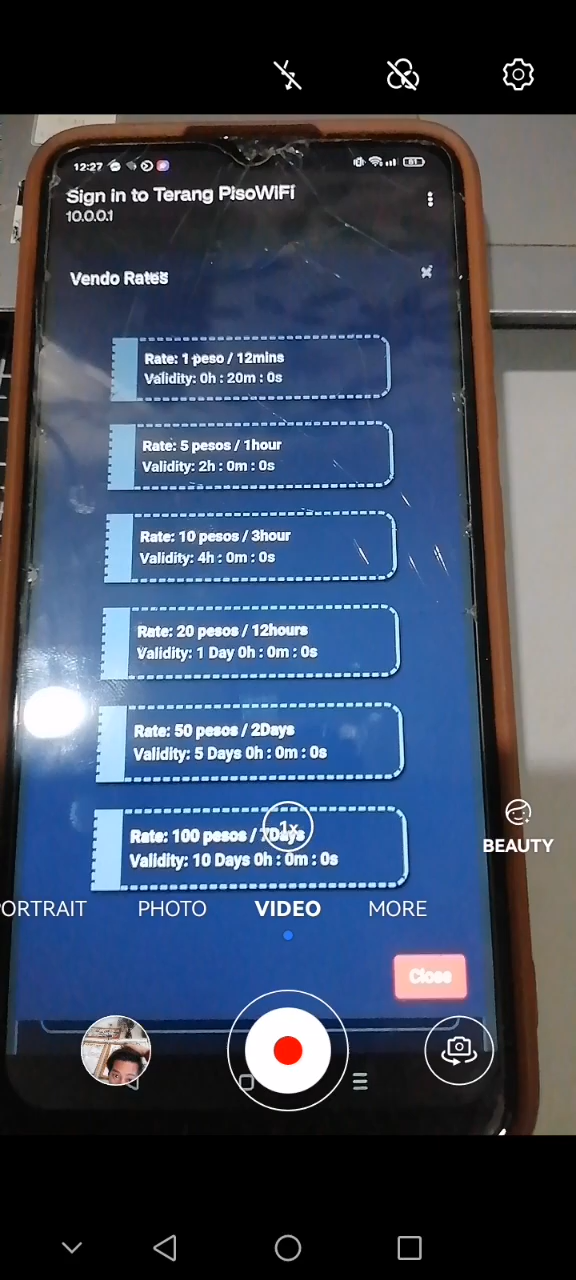 12:27
81
Sign in to Terang PisoWiFi
10.0.0.1
Vendo Rates
Rate: 1 peso / 12mins
Validity: 0h : 20m : 0s
Rate: 5 pesos / 1hour
Validity: 2h : 0m : 0s
Rate: 10 pesos / 3hour
Validity: 4h : 0m : 0s
Rate: 20 pesos / 12hours
Validity: 1 Day 0h : 0m : 0s
Rate: 50 pesos / 2Days
Validity: 5 Days 0h : 0m : 0s
Rate: 100 pesos / 7Days
1x
Validity: 10 Days 0h : 0m : 0s
BEAUTY
PORTRAIT PHOTO VIDEO MORE
Close